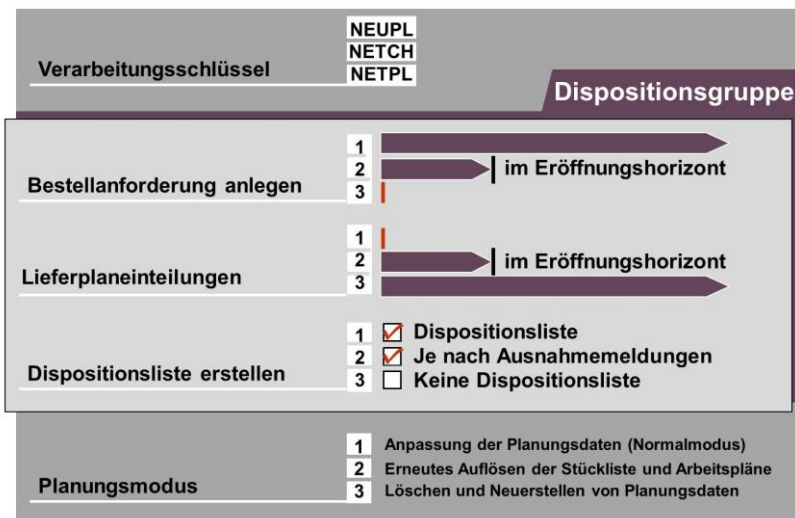 NEUPL
NETCH
Verarbeitungsschlüssel NETPL
Dispositionsgruppe
1
2 im Eröffnungshorizont
Bestellanforderung anlegen 3
1
2 im Eröffnungshorizont
Lieferplaneinteilungen 3
1 Dispositionsliste
2 Je nach Ausnahmemeldungen
Dispositionsliste erstellen 3 Keine Dispositionsliste
1 Anpassung der Planungsdaten (Normalmodus)
2 Erneutes Auflösen der Stückliste und Arbeitspläne
Planungsmodus 3 Löschen und Neuerstellen von Planungsdaten